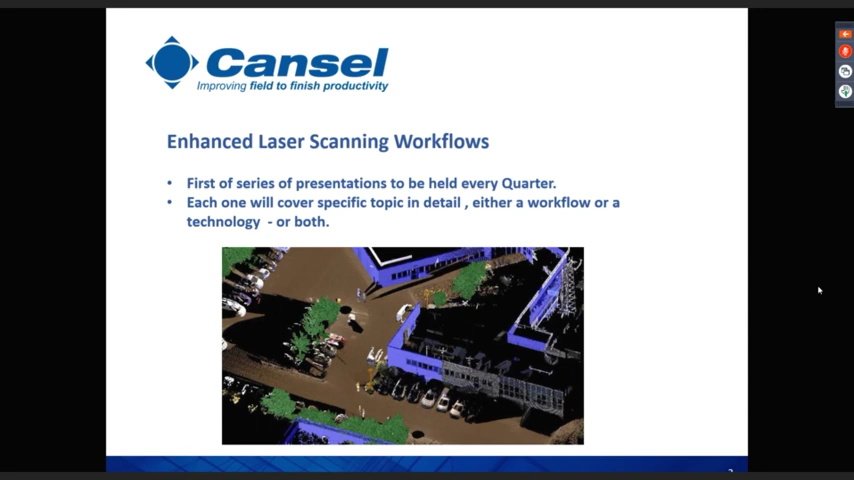 Cansel
Improving field to finish productivity
Enhanced Laser Scanning Workflows
• First of series of presentations to be held every Quarter.
• Each one will cover specific topic in detail , either a workflow or a
technology - or both.